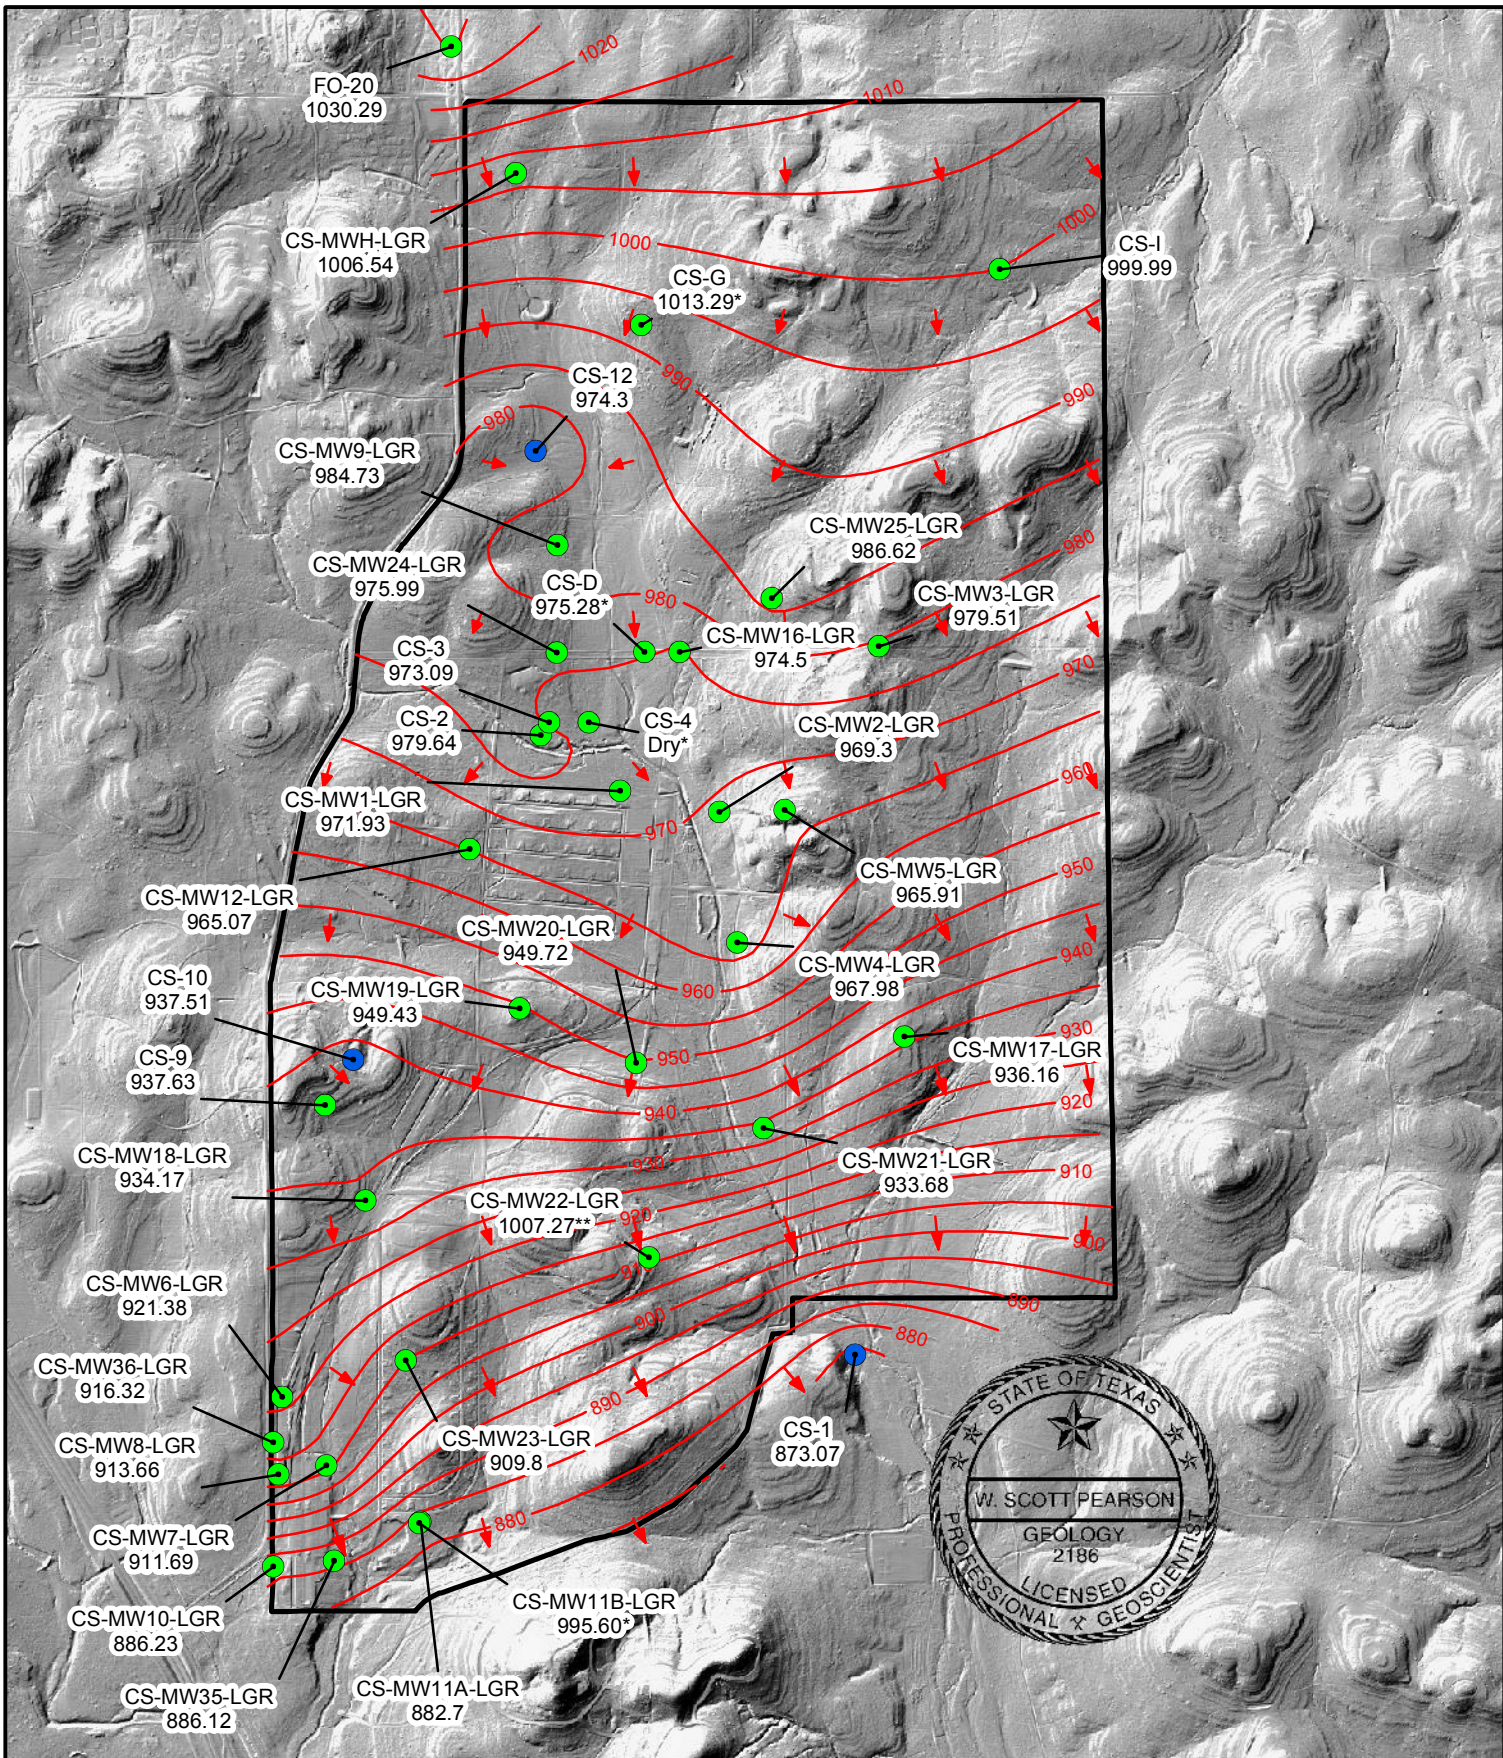 1020
FO-20
1030.29
1010
CS-MWH-LGR
1006.54
1000
1000
CS-I
999.99
CS-G
1013.29*
990
CS-12
974.3
990
980
CS-MW9-LGR
984.73
CS-MW25-LGR
986.62
980
CS-MW24-LGR
975.99
CS-D
975.28*
980
CS-MW3-LGR
979.51
CS-MW16-LGR
974.5
CS-3
973.09
970
CS-2
979.64
CS-4
Dry*
CS-MW2-LGR
969.3
960
CS-MW1-LGR
971.93
970
950
CS-MW5-LGR
965.91
CS-MW12-LGR
965.07
CS-MW20-LGR
949.72
940
CS-MW4-LGR
967.98
CS-10
937.51
CS-MW19-LGR
949.43
960
930
CS-MW17-LGR
936.16
CS-9
937.63
950
940
920
CS-MW18-LGR
934.17
930
CS-MW21-LGR
933.68
910
CS-MW22-LGR
1007.27**
920
900
910
CS-MW6-LGR
921.38
900
890
880
CS-MW36-LGR
916.32
890
CS-1
873.07
CS-MW23-LGR
909.8
CS-MW8-LGR
913.66
880
CS-MW7-LGR
911.69
CS-MW11B-LGR
995.60*
CS-MW10-LGR
886.23
CS-MW35-LGR
886.12
CS-MW11A-LGR
882.7
STATE OF TEXAS
W. SCOTT PEARSON
GEOLOGY
2186
LICENSED
PROFESSIONAL GEOSCIENTIST